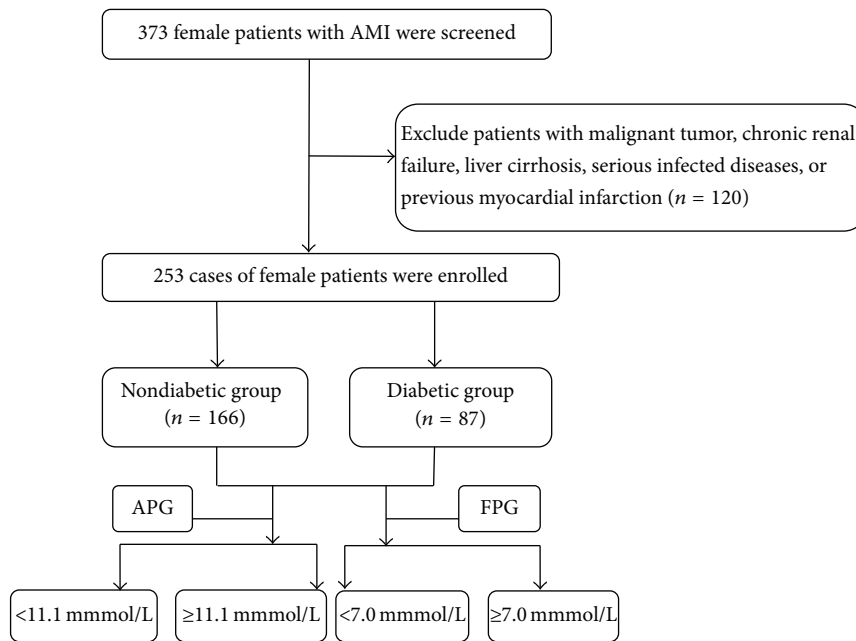 373 female patients with AMI were screened
Exclude patients with malignant tumor, chronic renal
failure, liver cirrhosis, serious infected diseases, or
previous myocardial infarction (n = 120)
253 cases of female patients were enrolled
Nondiabetic group
(n = 166)
Diabetic group
(n = 87)
APG
FPG
<11.1 mmmol/L
≥11.1 mmmol/L
<7.0 mmmol/L
≥7.0 mmmol/L